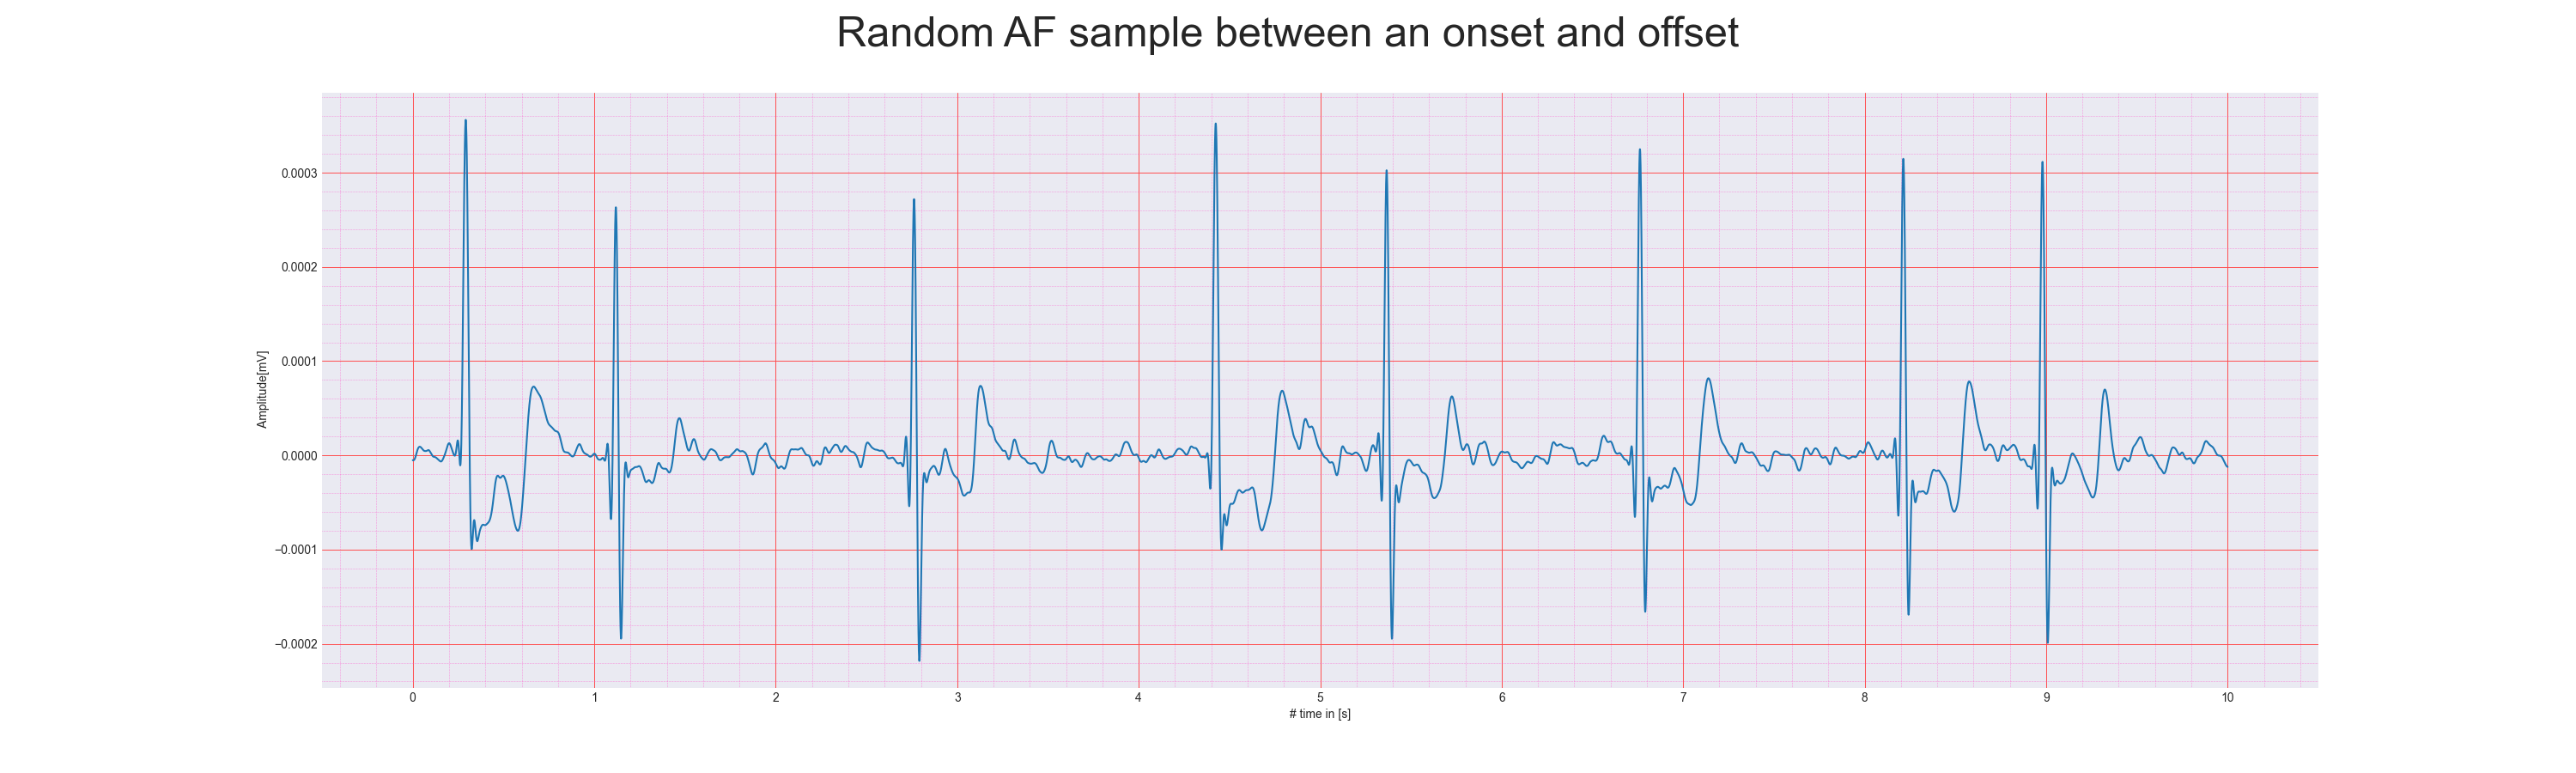 Random AF sample between an onset and offset
Amplitude[mV]
0.0003
0.0002
0.0001
0.0000
−0.0001
−0.0002
0 1 2 3 4 5 6 7 8 9 10
# time in [s]